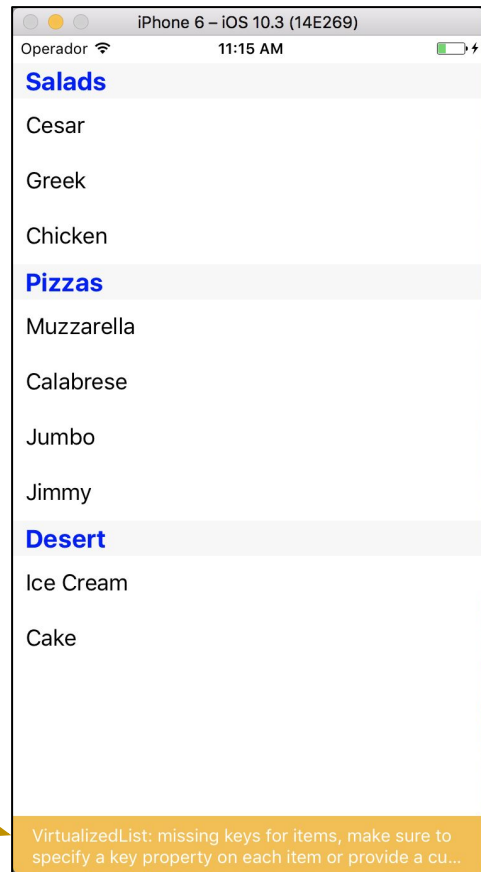 iPhone 6 – iOS 10.3 (14E269)
Operador 11:15 AM
Salads
Cesar
Greek
Chicken
Pizzas
Muzzarella
Calabrese
Jumbo
Jimmy
Desert
Ice Cream
Cake
VirtualizedList: missing keys for items, make sure to
specify a key property on each item or provide a cu...